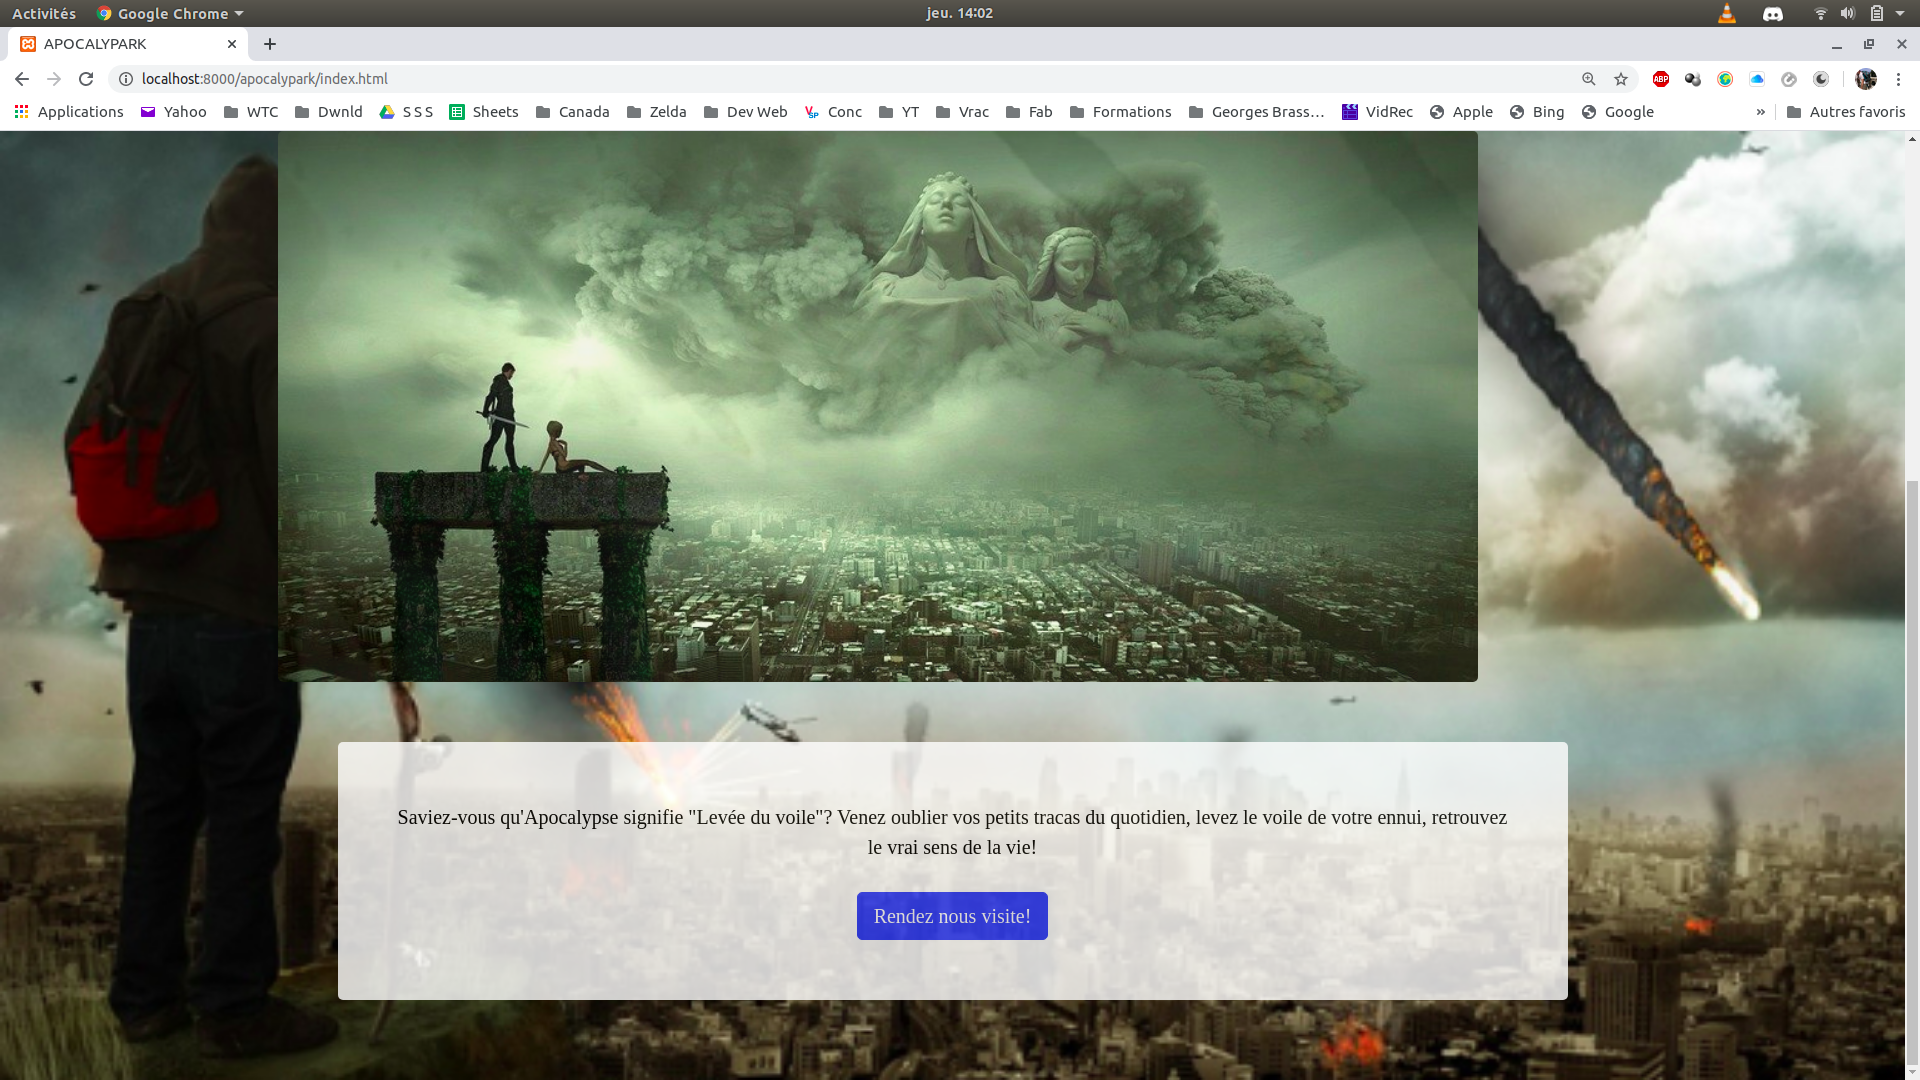 Activités Google Chrome jeu. 14:02
APOCALYPARK
localhost:8000/apocalypark/index.html ABP
Applications Yahoo WTC Dwnld S S S Sheets Canada Zelda Dev Web Conc YT Vrac Fab Formations Georges Brass… VidRec Apple Bing Google » Autres favoris
Saviez-vous qu'Apocalypse signifie "Levée du voile"? Venez oublier vos petits tracas du quotidien, levez le voile de votre ennui, retrouvez
le vrai sens de la vie!
Rendez nous visite!